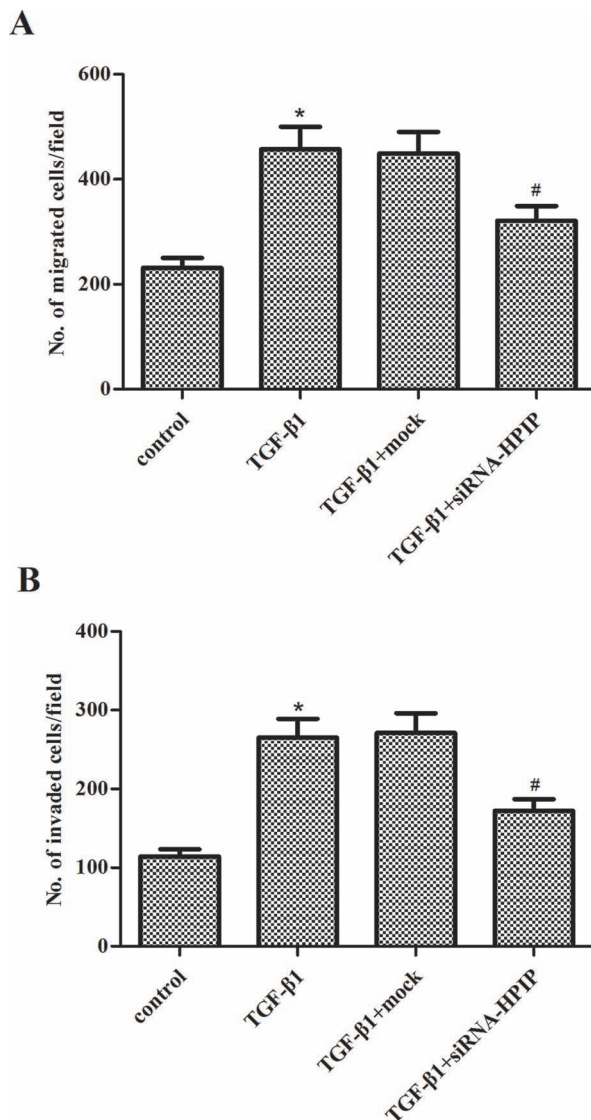 A
No. of migrated cells/field
600
400
200
0
*
#
control
TGF-β1
TGF-β1+mock
TGF-β1+siRNA-HPIP
B
No. of invaded cells/field
400
300
200
100
0
*
#
control
TGF-β1
TGF-β1+mock
TGF-β1+siRNA-HPIP